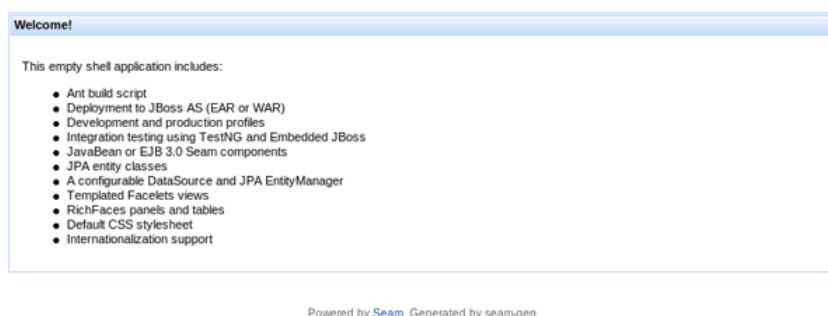 Welcome!
This empty shell application includes:
● Ant build script
● Deployment to JBoss AS (EAR or WAR)
● Development and production profiles
● Integration testing using TestNG and Embedded JBoss
● JavaBean or EJB 3.0 Seam components
● JPA entity classes
● A configurable DataSource and JPA EntityManager
● Templated Facelets views
● RichFaces panels and tables
● Default CSS stylesheet
● Internationalization support
Powered by Seam. Generated by seam-gen.